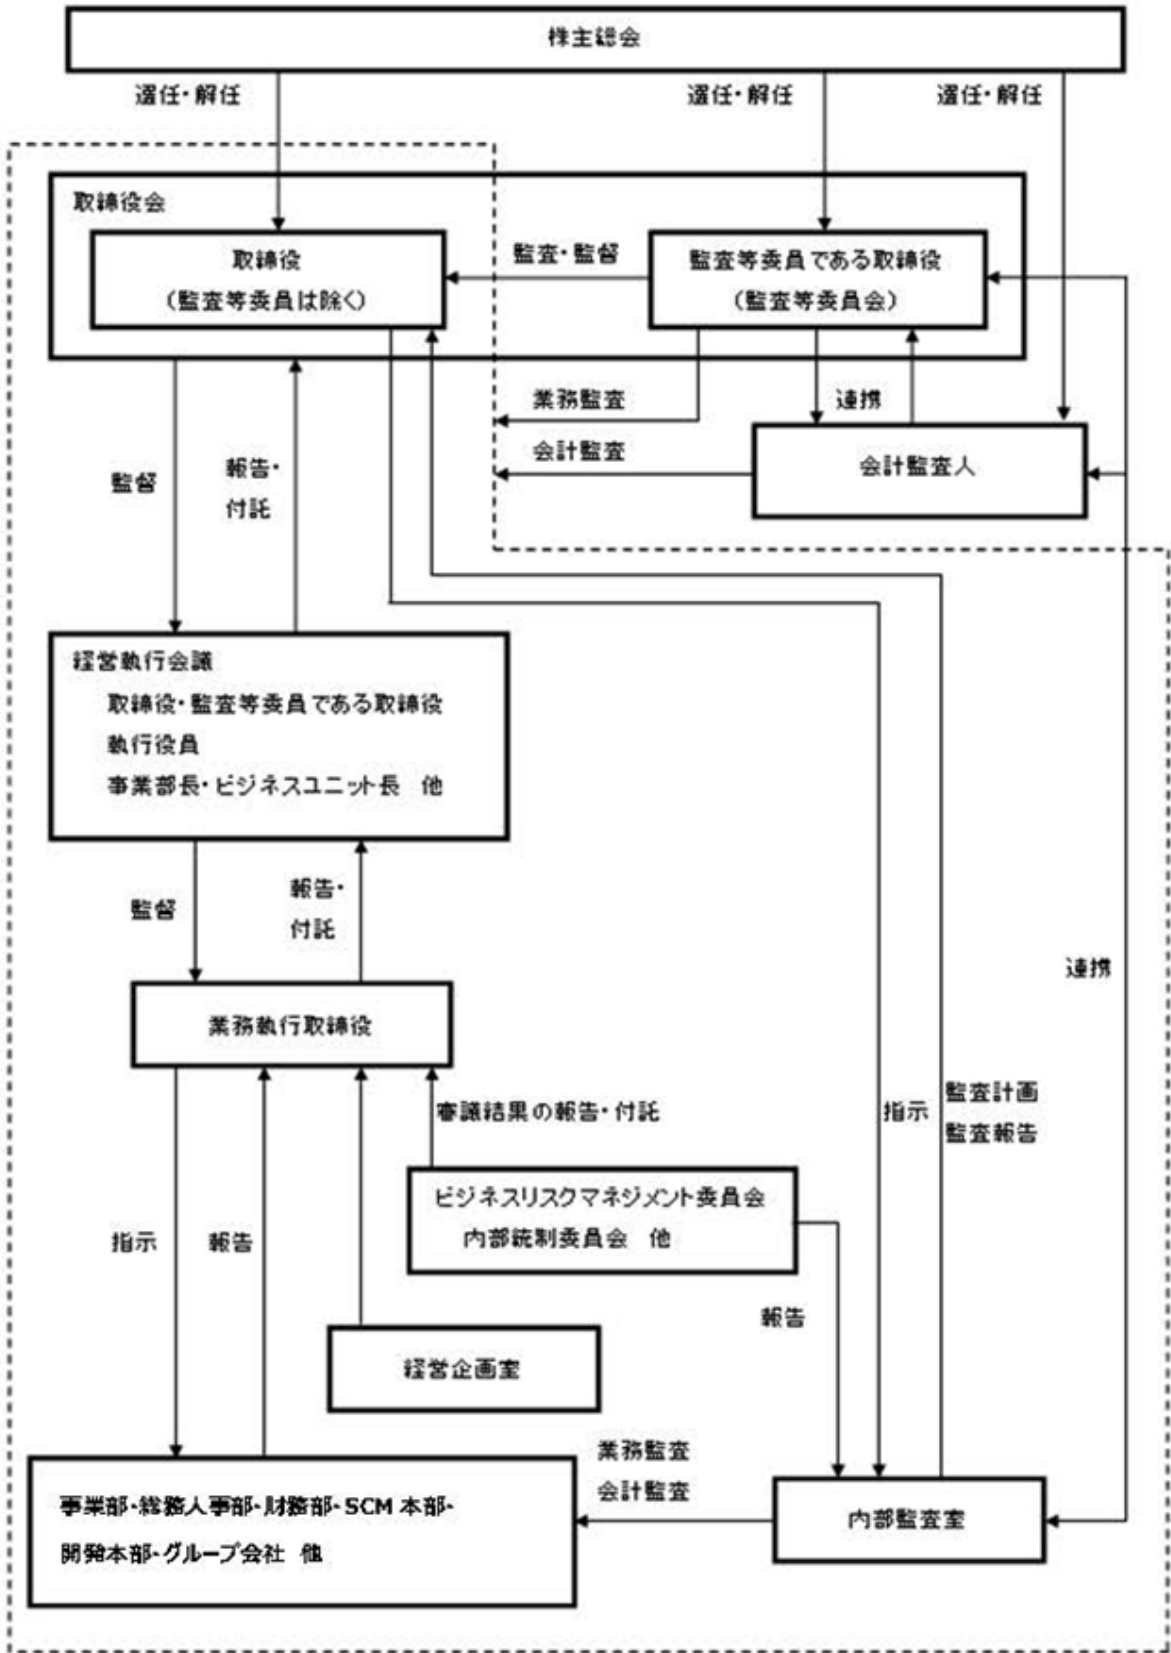 株主総会
選任・解任
選任・解任
選任・解任
取締役会
取締役
（監査等委員は除く）
監査・監督
監査等委員である取締役
（監査等委員会）
業務監査
連携
会計監査
会計監査人
監督
報告・
付託
経営執行会議
取締役・監査等委員である取締役
執行役員
事業部長・ビジネスユニット長　他
監督
報告・
付託
連携
業務執行取締役
審議結果の報告・付託
指示
監査計画
監査報告
ビジネスリスクマネジメント委員会
内部統制委員会　他
指示
報告
報告
経営企画室
業務監査
会計監査
事業部・総務人事部・財務部・SCM 本部・
開発本部・グループ会社　他
内部監査室